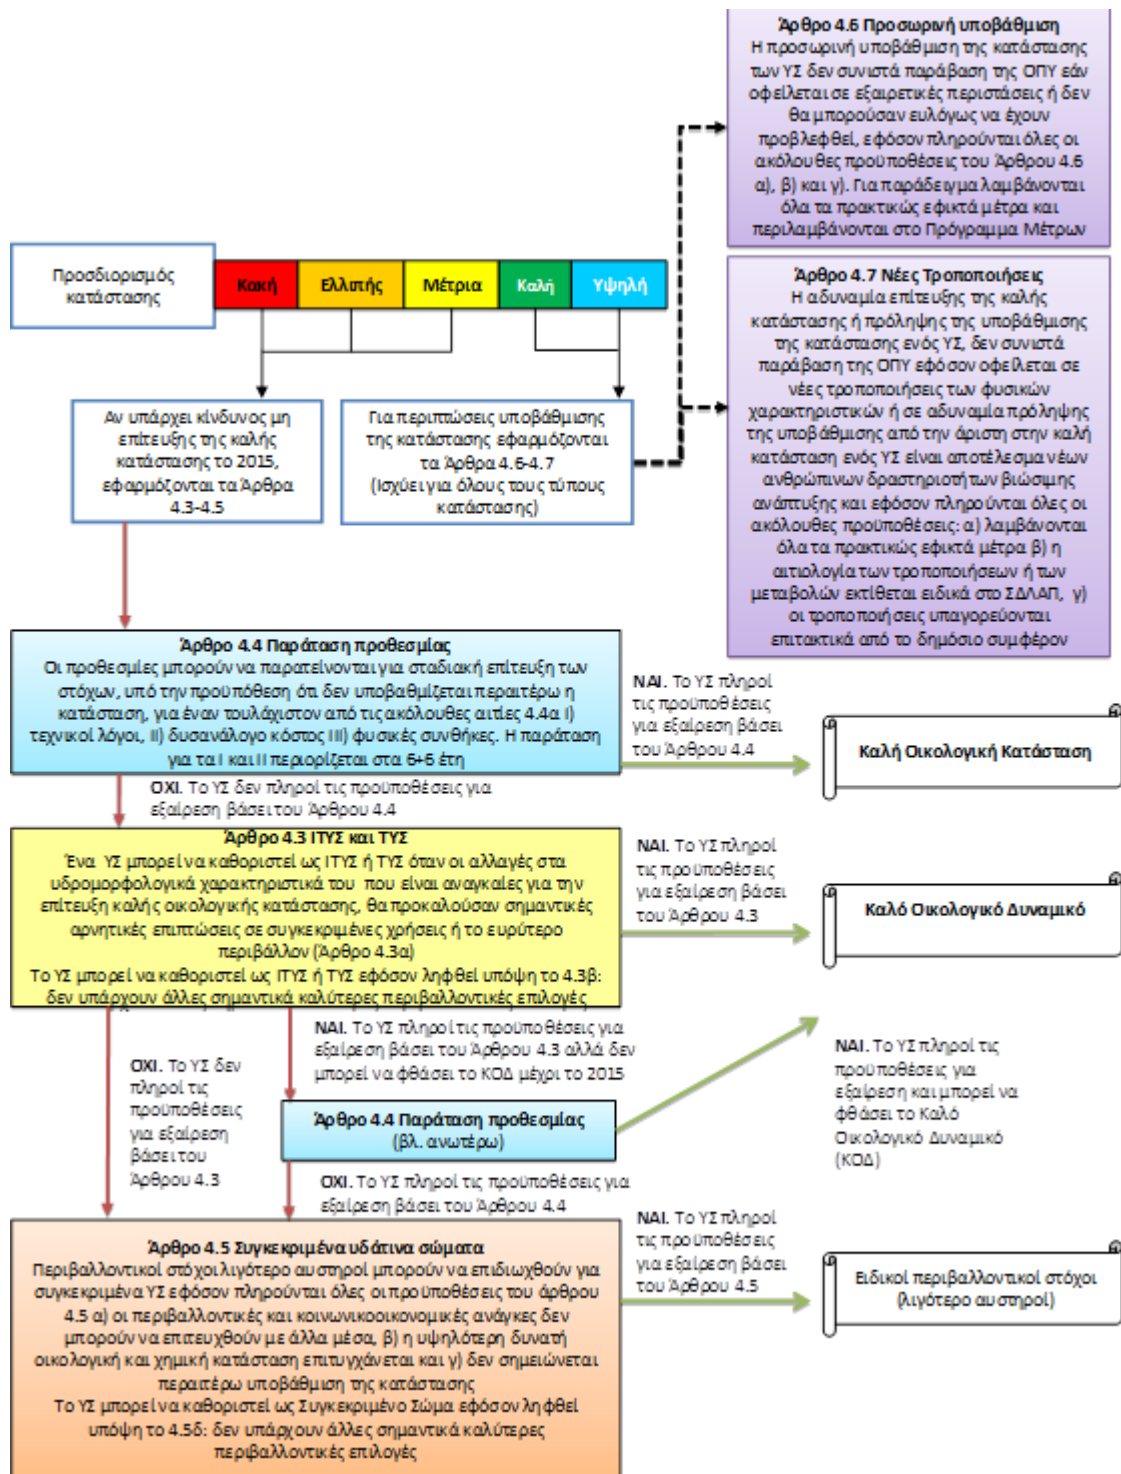 Άρθρο 4.6 Προσωρινή υποβάθμιση
Η προσωρινή υποβάθμιση της κατάστασης
των ΥΣ δεν συνιστά παράβαση της ΟΠΥ εάν
οφείλεται σε εξαιρετικές περιστάσεις ή δεν
θα μπορούσαν ευλόγως να έχουν
προβλεφθεί, εφόσον πληρούνται όλες οι
ακόλουθες προϋποθέσεις του Άρθρου 4.6
α), β) και γ). Για παράδειγμα λαμβάνονται
όλα τα πρακτικώς εφικτά μέτρα και
περιλαμβάνονται στο Πρόγραμμα Μέτρων
Προσδιορισμός
κατάστασης
Κακή
Ελλιπής
Μέτρια
Καλή
Υψηλή
Άρθρο 4.7 Νέες Τροποποιήσεις
Η αδυναμία επίτευξης της καλής
κατάστασης ή πρόληψης της υποβάθμισης
της κατάστασης ενός ΥΣ, δεν συνιστά
παράβαση της ΟΠΥ εφόσον οφείλεται σε
νέες τροποποιήσεις των φυσικών
χαρακτηριστικών ή σε αδυναμία πρόληψης
της υποβάθμισης από την άριστη στην καλή
κατάσταση ενός ΥΣ είναι αποτέλεσμα νέων
ανθρώπινων δραστηριοτήτων βιώσιμης
ανάπτυξης και εφόσον πληρούνται όλες οι
ακόλουθες προϋποθέσεις: α) λαμβάνονται
όλα τα πρακτικώς εφικτά μέτρα β) η
αιτιολογία των τροποποιήσεων ή των
μεταβολών εκτίθεται ειδικά στο ΣΔΛΑΠ, γ)
οι τροποποιήσεις υπαγορεύονται
επιτακτικά από το δημόσιο συμφέρον
Αν υπάρχει κίνδυνος μη
επίτευξης της καλής
κατάστασης το 2015,
εφαρμόζονται τα Άρθρα
4.3-4.5
Για περιπτώσεις υποβάθμισης
της κατάστασης εφαρμόζονται
τα Άρθρα 4.6-4.7
(Ισχύει για όλους τους τύπους
κατάστασης)
Άρθρο 4.4 Παράταση προθεσμίας
Οι προθεσμίες μπορούν να παρατείνονται για σταδιακή επίτευξη των
στόχων, υπό την προϋπόθεση ότι δεν υποβαθμίζεται περαιτέρω η
κατάσταση, για έναν τουλάχιστον από τις ακόλουθες αιτίες 4.4α Ι)
τεχνικοί λόγοι, ΙΙ) δυσανάλογο κόστος ΙΙΙ) φυσικές συνθήκες. Η παράταση
για τα Ι και ΙΙ περιορίζεται στα 6+6 έτη
ΝΑΙ. Το ΥΣ πληροί
τις προϋποθέσεις
για εξαίρεση βάσει
του Άρθρου 4.4
Καλή Οικολογική Κατάσταση
ΟΧΙ. Το ΥΣ δεν πληροί τις προϋποθέσεις για
εξαίρεση βάσει του Άρθρου 4.4
Άρθρο 4.3 ΙΤΥΣ και ΤΥΣ
Ένα ΥΣ μπορεί να καθοριστεί ως ΙΤΥΣ ή ΤΥΣ όταν οι αλλαγές στα
υδρομορφολογικά χαρακτηριστικά του που είναι αναγκαίες για την
επίτευξη καλής οικολογικής κατάστασης, θα προκαλούσαν σημαντικές
αρνητικές επιπτώσεις σε συγκεκριμένες χρήσεις ή το ευρύτερο
περιβάλλον (Άρθρο 4.3α)
Το ΥΣ μπορεί να καθοριστεί ως ΙΤΥΣ ή ΤΥΣ εφόσον ληφθεί υπόψη το 4.3β:
δεν υπάρχουν άλλες σημαντικά καλύτερες περιβαλλοντικές επιλογές
ΝΑΙ. Το ΥΣ πληροί
τις προϋποθέσεις
για εξαίρεση βάσει
του Άρθρου 4.3
Καλό Οικολογικό Δυναμικό
ΟΧΙ. Το ΥΣ δεν
πληροί τις
προϋποθέσεις
για εξαίρεση
βάσει του
Άρθρου 4.3
ΝΑΙ. Το ΥΣ πληροί τις προϋποθέσεις για
εξαίρεση βάσει του Άρθρου 4.3 αλλά δεν
μπορεί να φθάσει το ΚΟΔ μέχρι το 2015
Άρθρο 4.4 Παράταση προθεσμίας
(βλ. ανωτέρω)
ΝΑΙ. Το ΥΣ πληροί τις
προϋποθέσεις για
εξαίρεση και μπορεί να
φθάσει το Καλό
Οικολογικό Δυναμικό
(ΚΟΔ)
ΟΧΙ. Το ΥΣ πληροί τις προϋποθέσεις για
εξαίρεση βάσει του Άρθρου 4.4
Άρθρο 4.5 Συγκεκριμένα υδάτινα σώματα
Περιβαλλοντικοί στόχοι λιγότερο αυστηροί μπορούν να επιδιωχθούν για
συγκεκριμένα ΥΣ εφόσον πληρούνται όλες οι προϋποθέσεις του άρθρου
4.5 α) οι περιβαλλοντικές και κοινωνικοοικονομικές ανάγκες δεν
μπορούν να επιτευχθούν με άλλα μέσα, β) η υψηλότερη δυνατή
οικολογική και χημική κατάσταση επιτυγχάνεται και γ) δεν σημειώνεται
περαιτέρω υποβάθμιση της κατάστασης
Το ΥΣ μπορεί να καθοριστεί ως Συγκεκριμένο Σώμα εφόσον ληφθεί
υπόψη το 4.5δ: δεν υπάρχουν άλλες σημαντικά καλύτερες
περιβαλλοντικές επιλογές
ΝΑΙ. Το ΥΣ πληροί
τις προϋποθέσεις
για εξαίρεση βάσει
του Άρθρου 4.5
Ειδικοί περιβαλλοντικοί στόχοι
(λιγότερο αυστηροί)